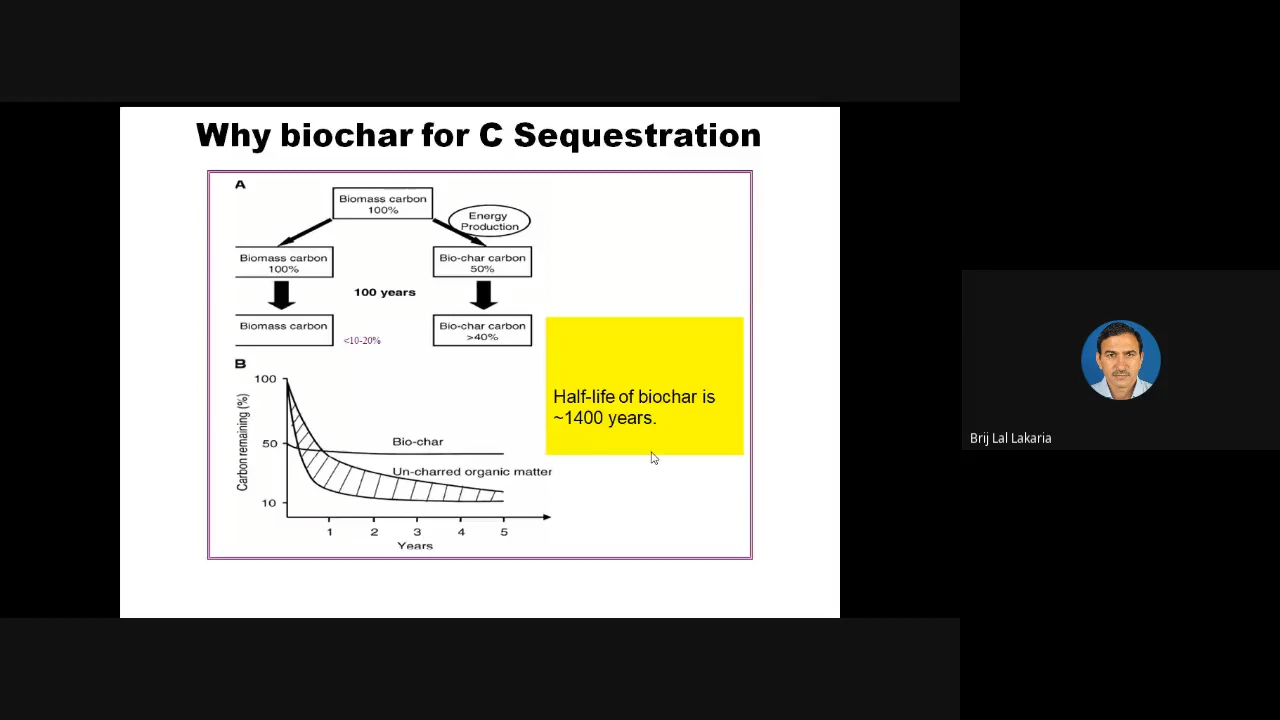 Why biochar for C Sequestration
A
Biomass carbon
100%
Energy
Production
Biomass carbon
100%
Bio-char carbon
50%
100 years
Biomass carbon
<10-20%
Bio-char carbon
>40%
Half-life of biochar is
~1400 years.
B
Carbon remaining (%)
100
50
10
Bio-char
Un-charred organic matter
1 2 3 4 5
Years
Brij Lal Lakaria